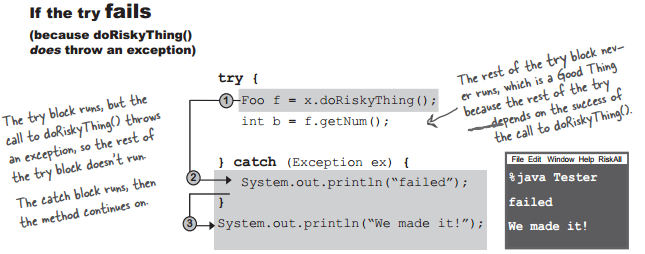 If the try fails
(because doRiskyThing()
does throw an exception)
The try block runs, but the
call to doRiskyThing() throws
an exception, so the rest of
the try block doesn't run.
The catch block runs, then
the method continues on.
try {
1 Foo f = x.doRiskyThing();
int b = f.getNum();
} catch (Exception ex) {
2 System.out.println("failed");
}
3 System.out.println("We made it!");
The rest of the try block nev-
er runs, which is a Good Thing
because the rest of the try
depends on the success of
the call to doRiskyThing().
File Edit Window Help RiskAll
%java Tester
failed
We made it!